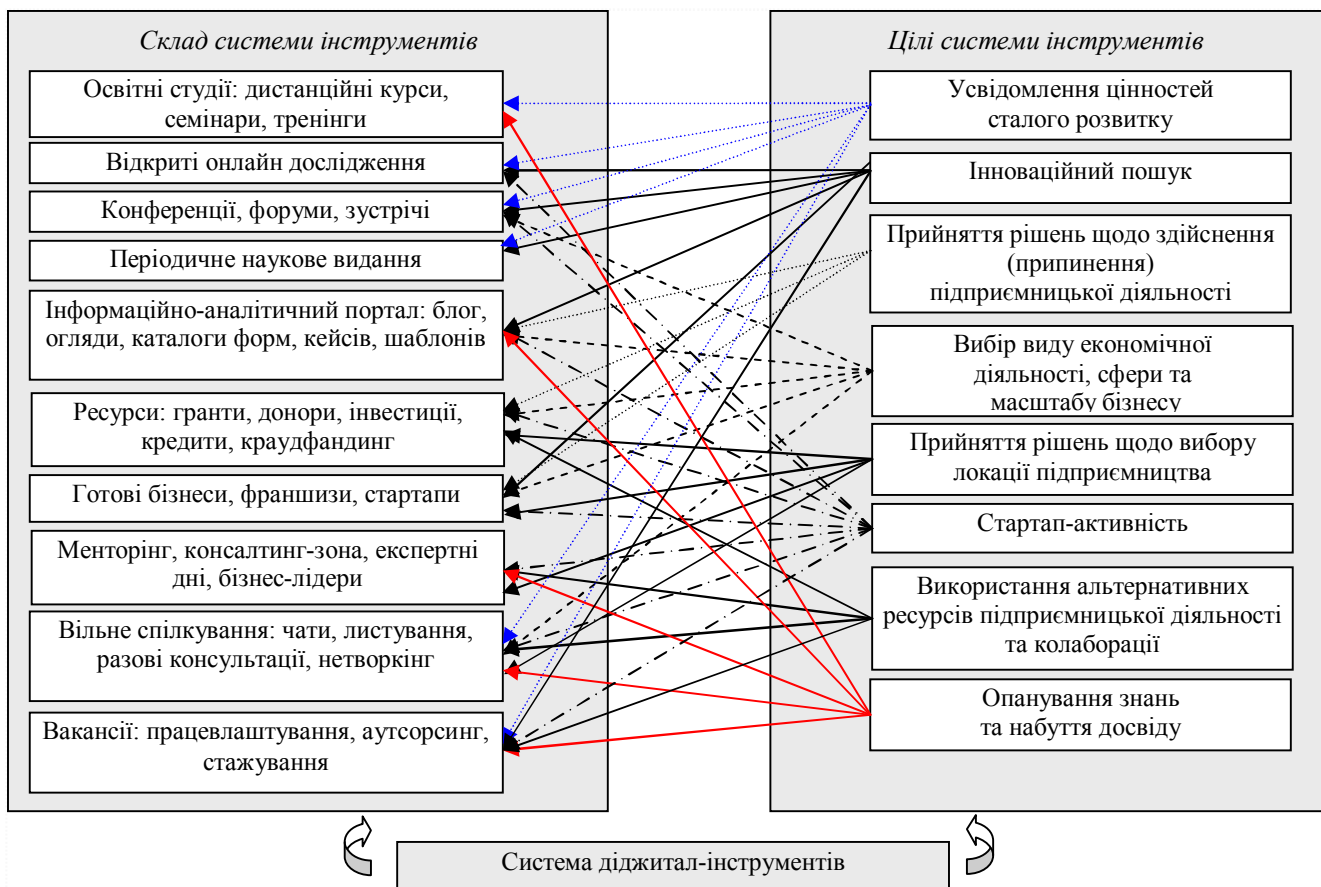 Склад системи інструментів
Освітні студії: дистанційні курси,
семінари, тренінги
Відкриті онлайн дослідження
Конференції, форуми, зустрічі
Періодичне наукове видання
Інформаційно-аналітичний портал: блог,
огляди, каталоги форм, кейсів, шаблонів
Ресурси: гранти, донори, інвестиції,
кредити, краудфандинг
Готові бізнеси, франшизи, стартапи
Менторінг, консалтинг-зона, експертні
дні, бізнес-лідери
Вільне спілкування: чати, листування,
разові консультації, нетворкінг
Вакансії: працевлаштування, аутсорсинг,
стажування
Цілі системи інструментів
Усвідомлення цінностей
сталого розвитку
Інноваційний пошук
Прийняття рішень щодо здійснення
(припинення)
підприємницької діяльності
Вибір виду економічної
діяльності, сфери та
масштабу бізнесу
Прийняття рішень щодо вибору
локації підприємництва
Стартап-активність
Використання альтернативних
ресурсів підприємницької діяльності
та колаборації
Опанування знань
та набуття досвіду
Система діджитал-інструментів